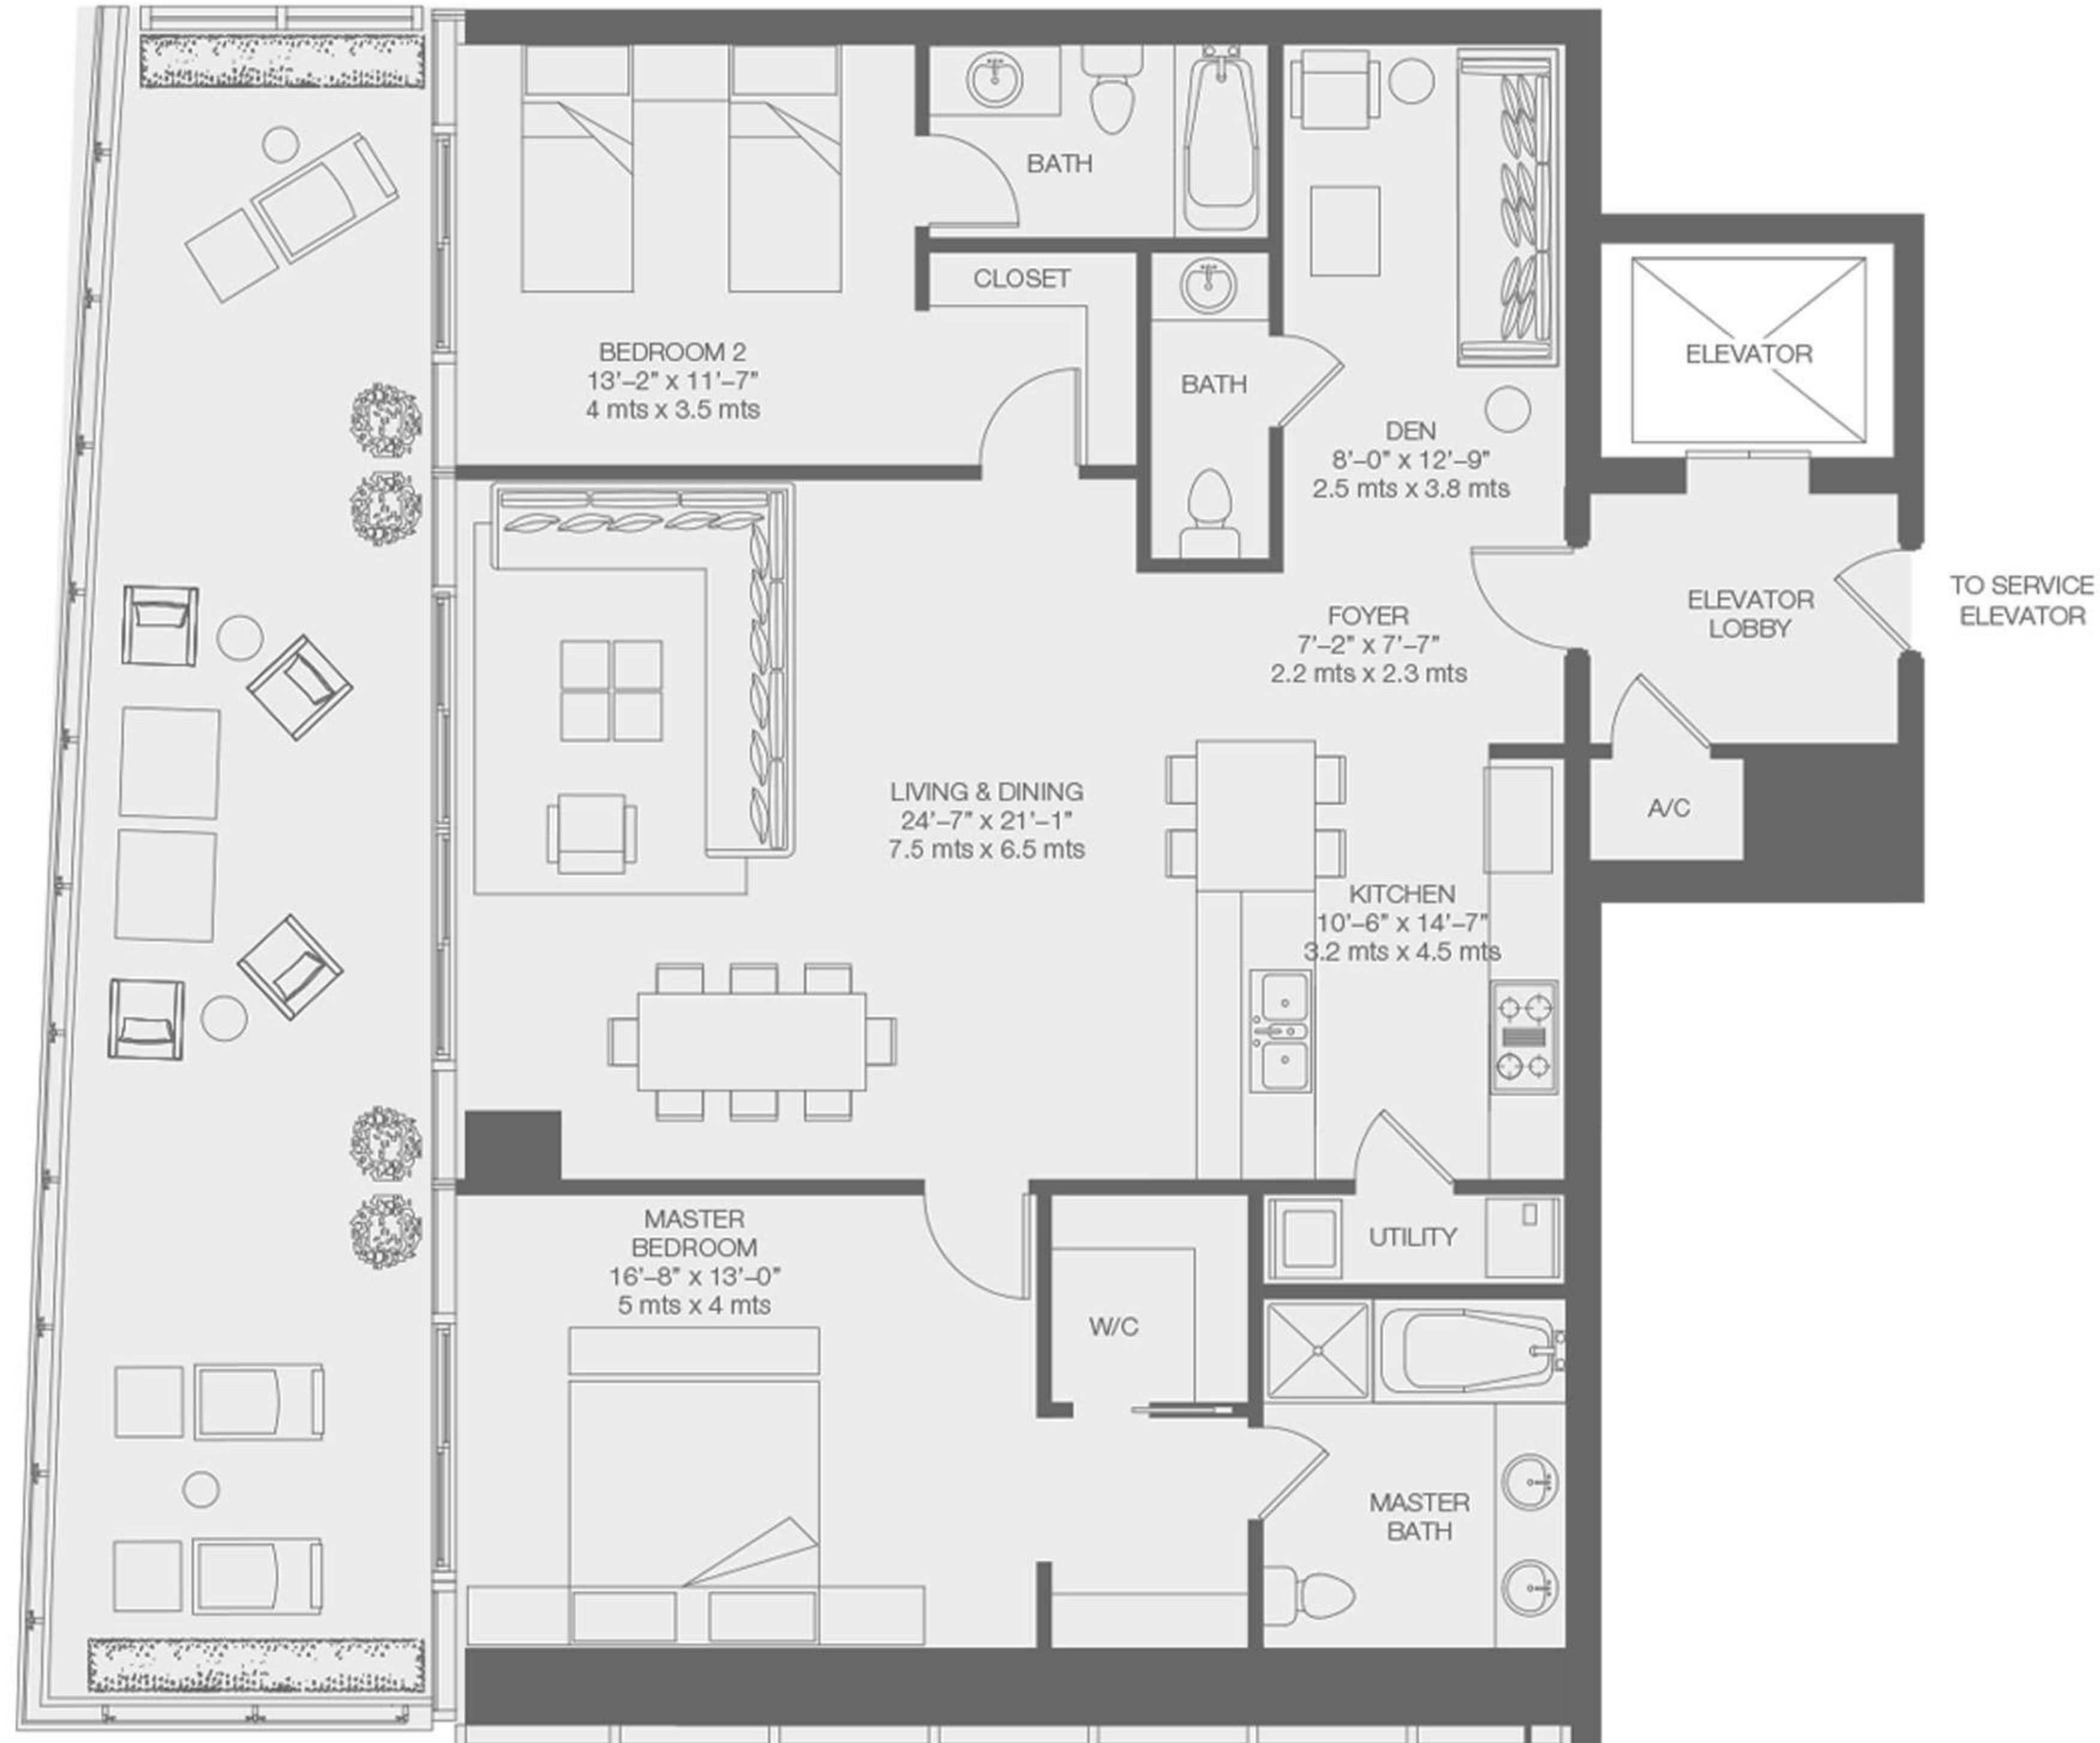 BATH
CLOSET
BEDROOM 2
13'–2" x 11'–7"
4 mts x 3.5 mts
BATH
DEN
8'–0" x 12'–9"
2.5 mts x 3.8 mts
ELEVATOR
ELEVATOR
LOBBY
TO SERVICE
ELEVATOR
FOYER
7'–2" x 7'–7"
2.2 mts x 2.3 mts
LIVING & DINING
24'–7" x 21'–1"
7.5 mts x 6.5 mts
A/C
KITCHEN
10'–6" x 14'–7"
3.2 mts x 4.5 mts
MASTER
BEDROOM
16'–8" x 13'–0"
5 mts x 4 mts
UTILITY
W/C
MASTER
BATH